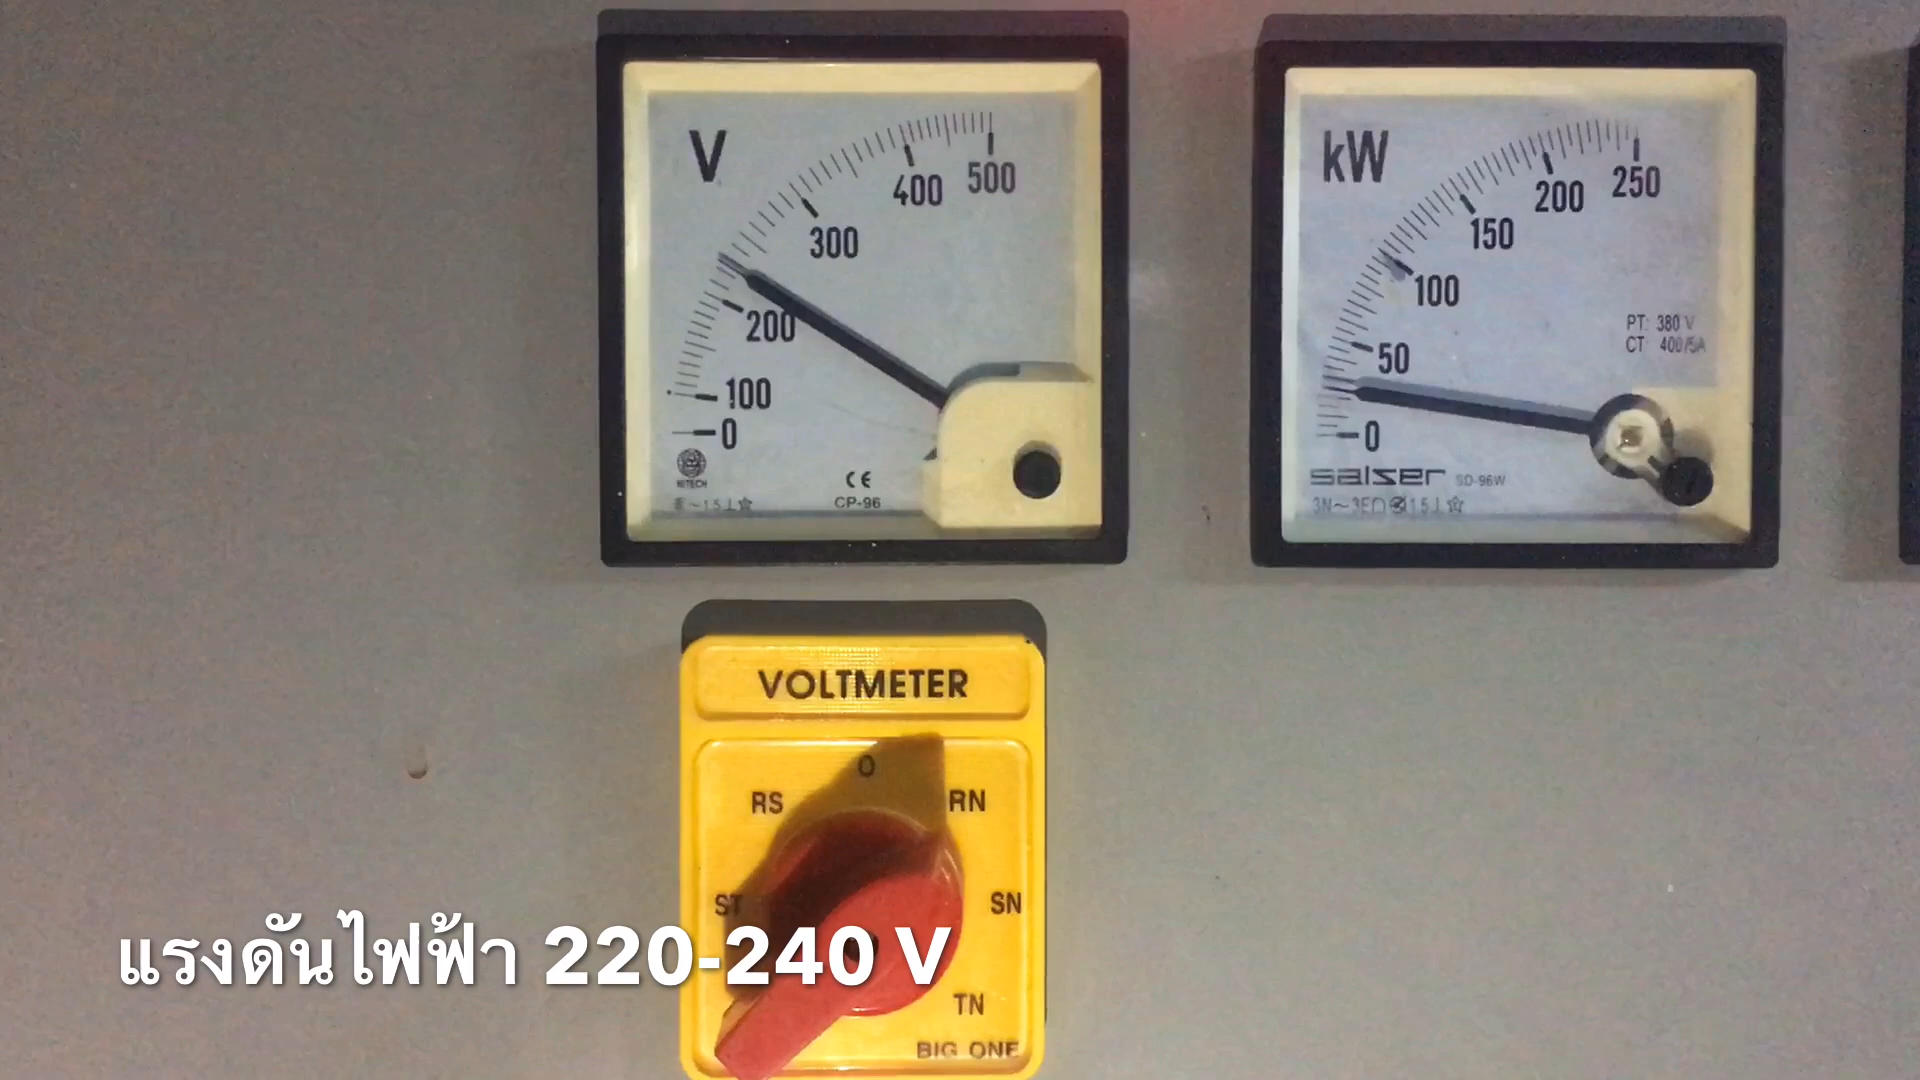 V
0
100
200
300
400
500
HITECH
CE
CP-96
kW
0
50
100
150
200
250
PT: 380 V
CT 400/5A
salzer SD-96W
VOLTMETER
0
RS
RN
ST
SN
TN
BIG ONE
แรงดันไฟฟ้า 220-240 V